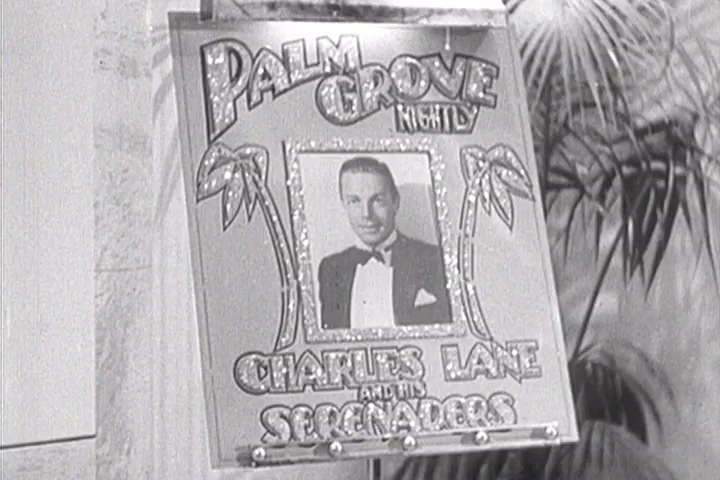 PALM
GROVE
NIGHTLY
CHARLES LANE
AND HIS
SERENADERS